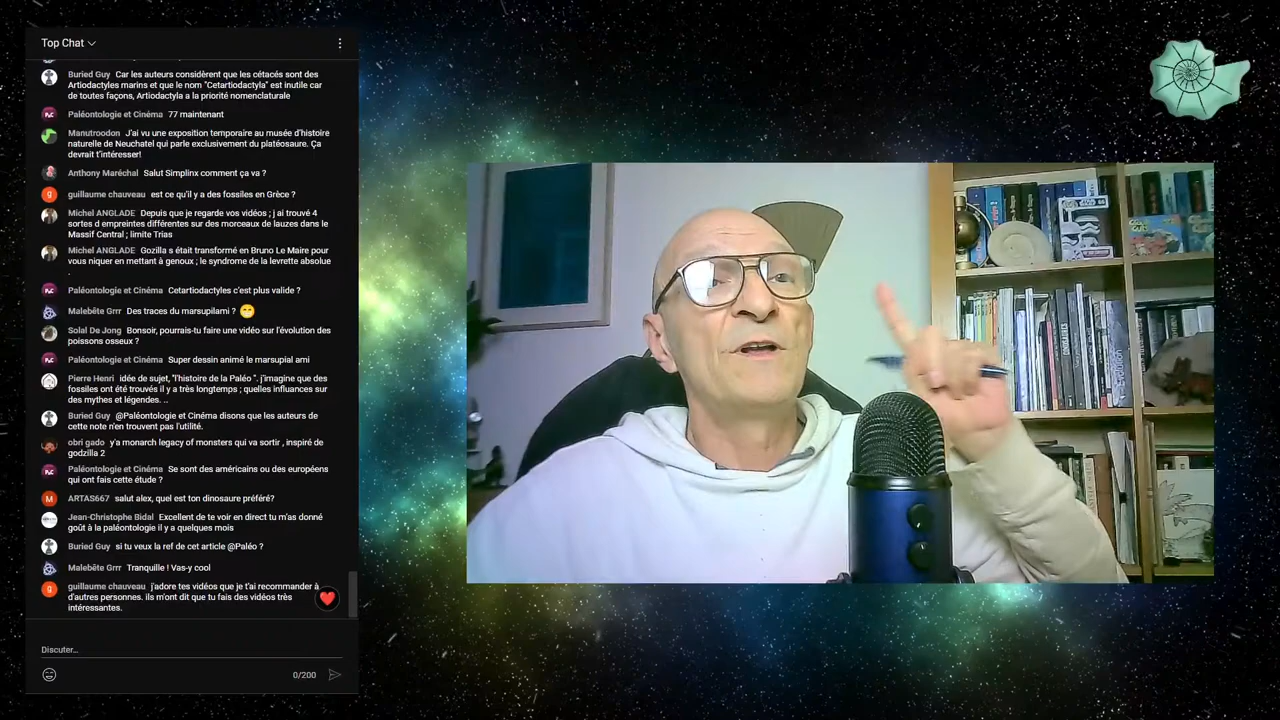 Top Chat
Buried Guy Car les auteurs considèrent que les cétacés sont des
Artiodactyles marins et que le nom "Cetartiodactyla" est inutile car
de toutes façons, Artiodactyla a la priorité nomenclaturale
Paléontologie et Cinéma 77 maintenant
Manutroodon J'ai vu une exposition temporaire au musée d'histoire
naturelle de Neuchatel qui parle exclusivement du platéosaure. Ça
devrait t'intéresser!
Anthony Maréchal Salut Simplinx comment ça va ?
guillaume chauveau est ce qu'il y a des fossiles en Grèce ?
Michel ANGLADE Depuis que je regarde vos vidéos ; j ai trouvé 4
sortes d empreintes différentes sur des morceaux de lauzes dans le
Massif Central ; limite Trias
Michel ANGLADE Gozilla s était transformé en Bruno Le Maire pour
vous niquer en mettant à genoux ; le syndrome de la levrette absolue
.
Paléontologie et Cinéma Cetartiodactyles c'est plus valide ?
Malebête Grrr Des traces du marsupilami ? 😁
Solal De Jong Bonsoir, pourrais-tu faire une vidéo sur l'évolution des
poissons osseux ?
Paléontologie et Cinéma Super dessin animé le marsupial ami
Pierre Henri idée de sujet, "l'histoire de la Paléo ". j'imagine que des
fossiles ont été trouvés il y a très longtemps ; quelles influences sur
des mythes et légendes. ..
Buried Guy @Paléontologie et Cinéma disons que les auteurs de
cette note n'en trouvent pas l'utilité.
obri gado y'a monarch legacy of monsters qui va sortir , inspiré de
godzilla 2
Paléontologie et Cinéma Se sont des américains ou des européens
qui ont fais cette étude ?
ARTAS667 salut alex, quel est ton dinosaure préféré?
Jean-Christophe Bidal Excellent de te voir en direct tu m'as donné
goût à la paléontologie il y a quelques mois
Buried Guy si tu veux la ref de cet article @Paléo ?
Malebête Grrr Tranquille ! Vas-y cool
guillaume chauveau j'adore tes vidéos que je t'ai recommander à
d'autres personnes. ils m'ont dit que tu fais des vidéos très
intéressantes.
Discuter...
0/200